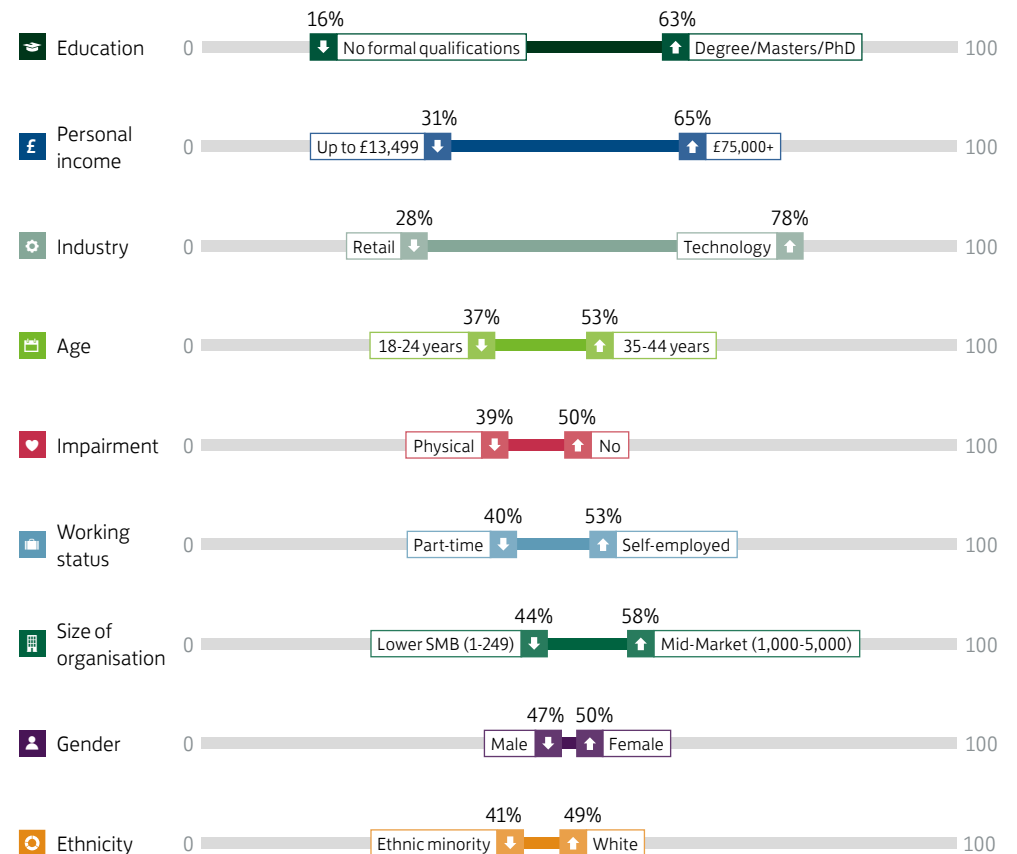 16% 63%
Education 0 No formal qualifications Degree/Masters/PhD 100
31% 65%
£ Personal
income
0 Up to £13,499 £75,000+ 100
28% 78%
Industry 0 Retail Technology 100
37% 53%
Age 0 18-24 years 35-44 years 100
39% 50%
Impairment 0 Physical No 100
40% 53%
Working
status
0 Part-time Self-employed 100
44% 58%
Size of
organisation
0 Lower SMB (1-249) Mid-Market (1,000-5,000) 100
47% 50%
Gender 0 Male Female 100
41% 49%
Ethnicity 0 Ethnic minority White 100